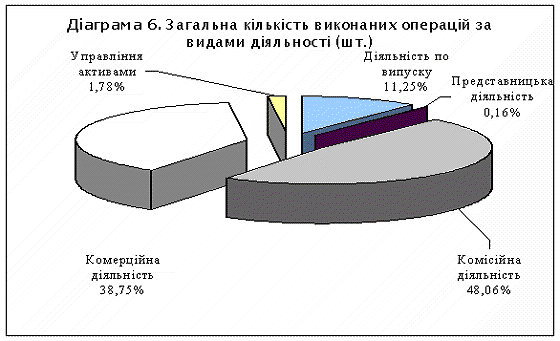 Діаграма 6. Загальна кількість виконаних операцій за
видами діяльності (шт.)
Управління
активами
1,78%
Діяльність по
випуску
11,25%
Представницька
діяльність
0,16%
Комерційна
діяльність
38,75%
Комісійна
діяльність
48,06%